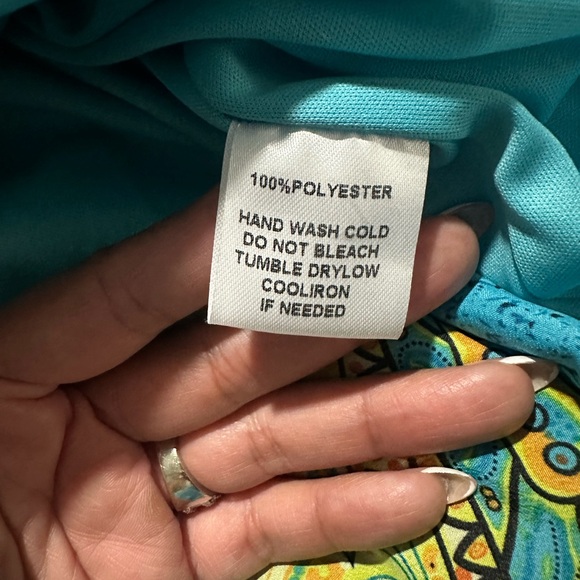 100%POLYESTER
HAND WASH COLD
DO NOT BLEACH
TUMBLE DRYLOW
COOLIRON
IF NEEDED